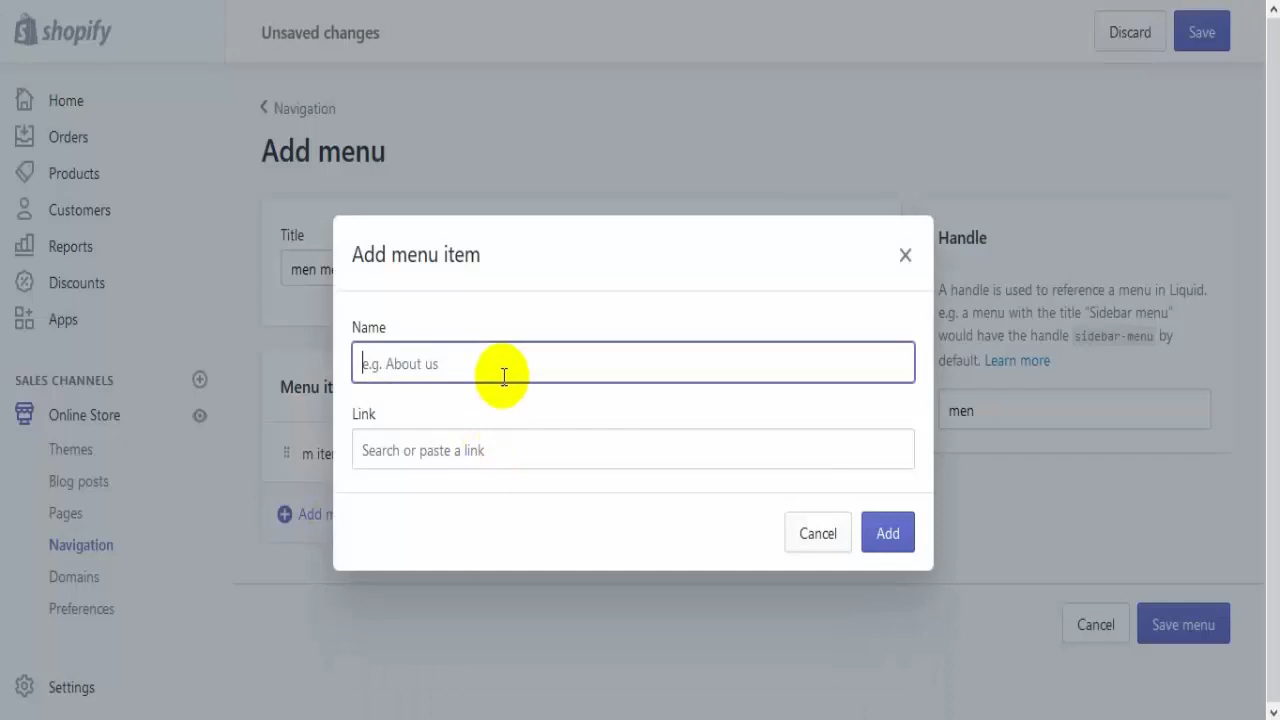 shopify
Unsaved changes
Discard
Save
Home
Orders
Products
Customers
Reports
Discounts
Apps
SALES CHANNELS
Online Store
Themes
Blog posts
Pages
Navigation
Domains
Preferences
Settings
Navigation
Add menu
Title
men me
Menu it
m iter
Add m
Add menu item
Name
e.g. About us
Link
Search or paste a link
Cancel
Add
Handle
A handle is used to reference a menu in Liquid.
e.g. a menu with the title "Sidebar menu"
would have the handle sidebar-menu by
default. Learn more
men
Cancel
Save menu